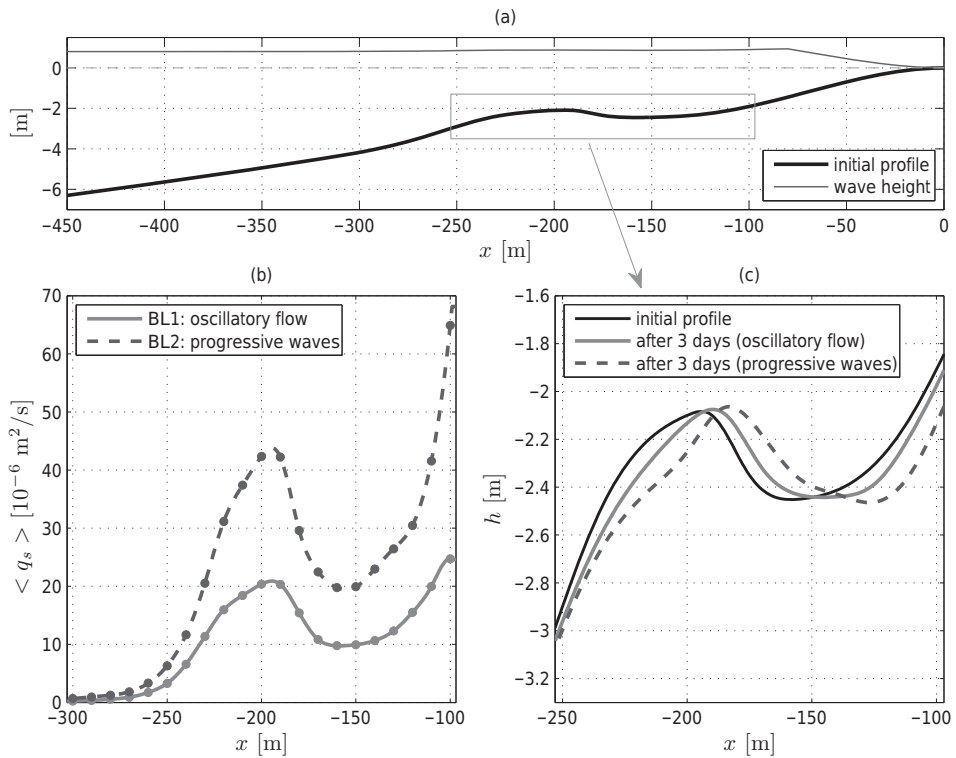 (a)
[m]
0
−2
−4
−6
−450 −400 −350 −300 −250 −200 −150 −100 −50 0
x [m]
initial profile
wave height
(b)
< q_s > [10^−6 m^2/s]
70
60
50
40
30
20
10
0
−300 −250 −200 −150 −100
x [m]
BL1: oscillatory flow
BL2: progressive waves
(c)
h [m]
−1.6
−1.8
−2
−2.2
−2.4
−2.6
−2.8
−3
−3.2
−250 −200 −150 −100
x [m]
initial profile
after 3 days (oscillatory flow)
after 3 days (progressive waves)